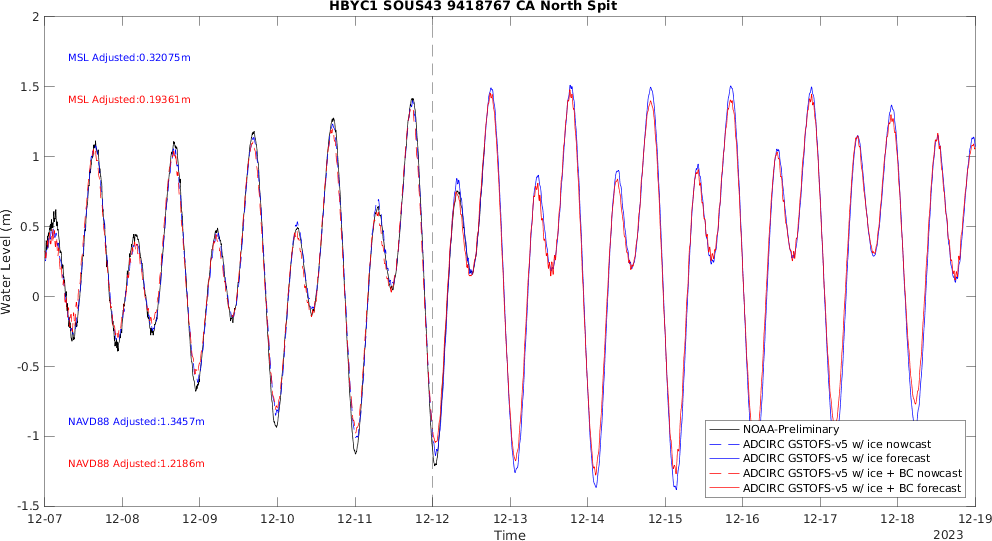 HBYC1 SOUS43 9418767 CA North Spit
2
1.5
1
0.5
0
-0.5
-1
-1.5
Water Level (m)
MSL Adjusted:0.32075m
MSL Adjusted:0.19361m
NAVD88 Adjusted:1.3457m
NAVD88 Adjusted:1.2186m
NOAA-Preliminary
ADCIRC GSTOFS-v5 w/ ice nowcast
ADCIRC GSTOFS-v5 w/ ice forecast
ADCIRC GSTOFS-v5 w/ ice + BC nowcast
ADCIRC GSTOFS-v5 w/ ice + BC forecast
12-07 12-08 12-09 12-10 12-11 12-12 12-13 12-14 12-15 12-16 12-17 12-18 12-19
Time
2023